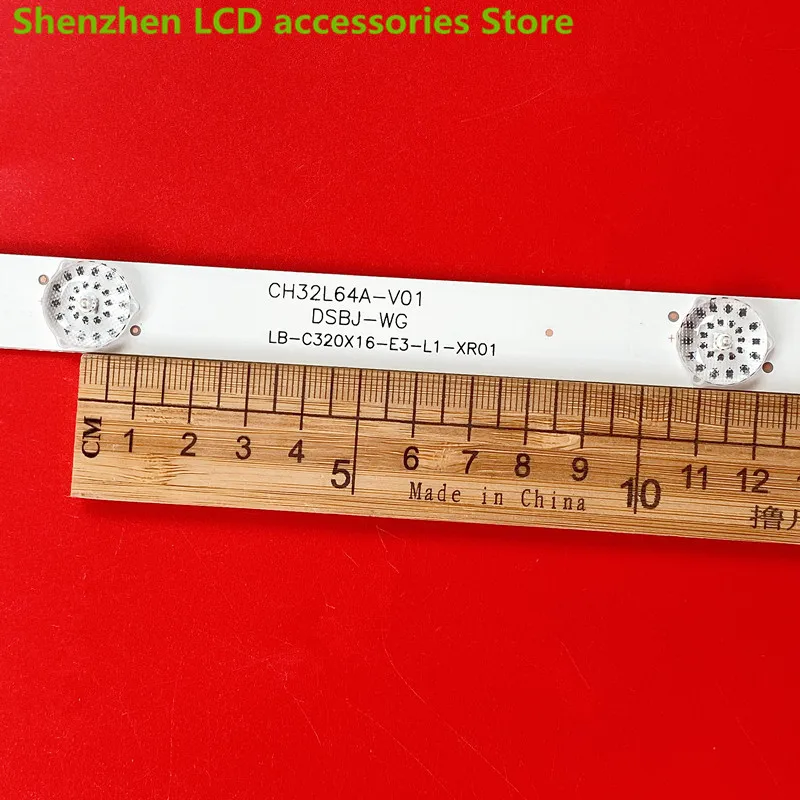 Shenzhen LCD accessories Store
CH32L64A-V01
DSBJ-WG
LB-C320X16-E3-L1-XR01
CM 1 2 3 4 5 6 7 8 9 10 11 12
Made in China